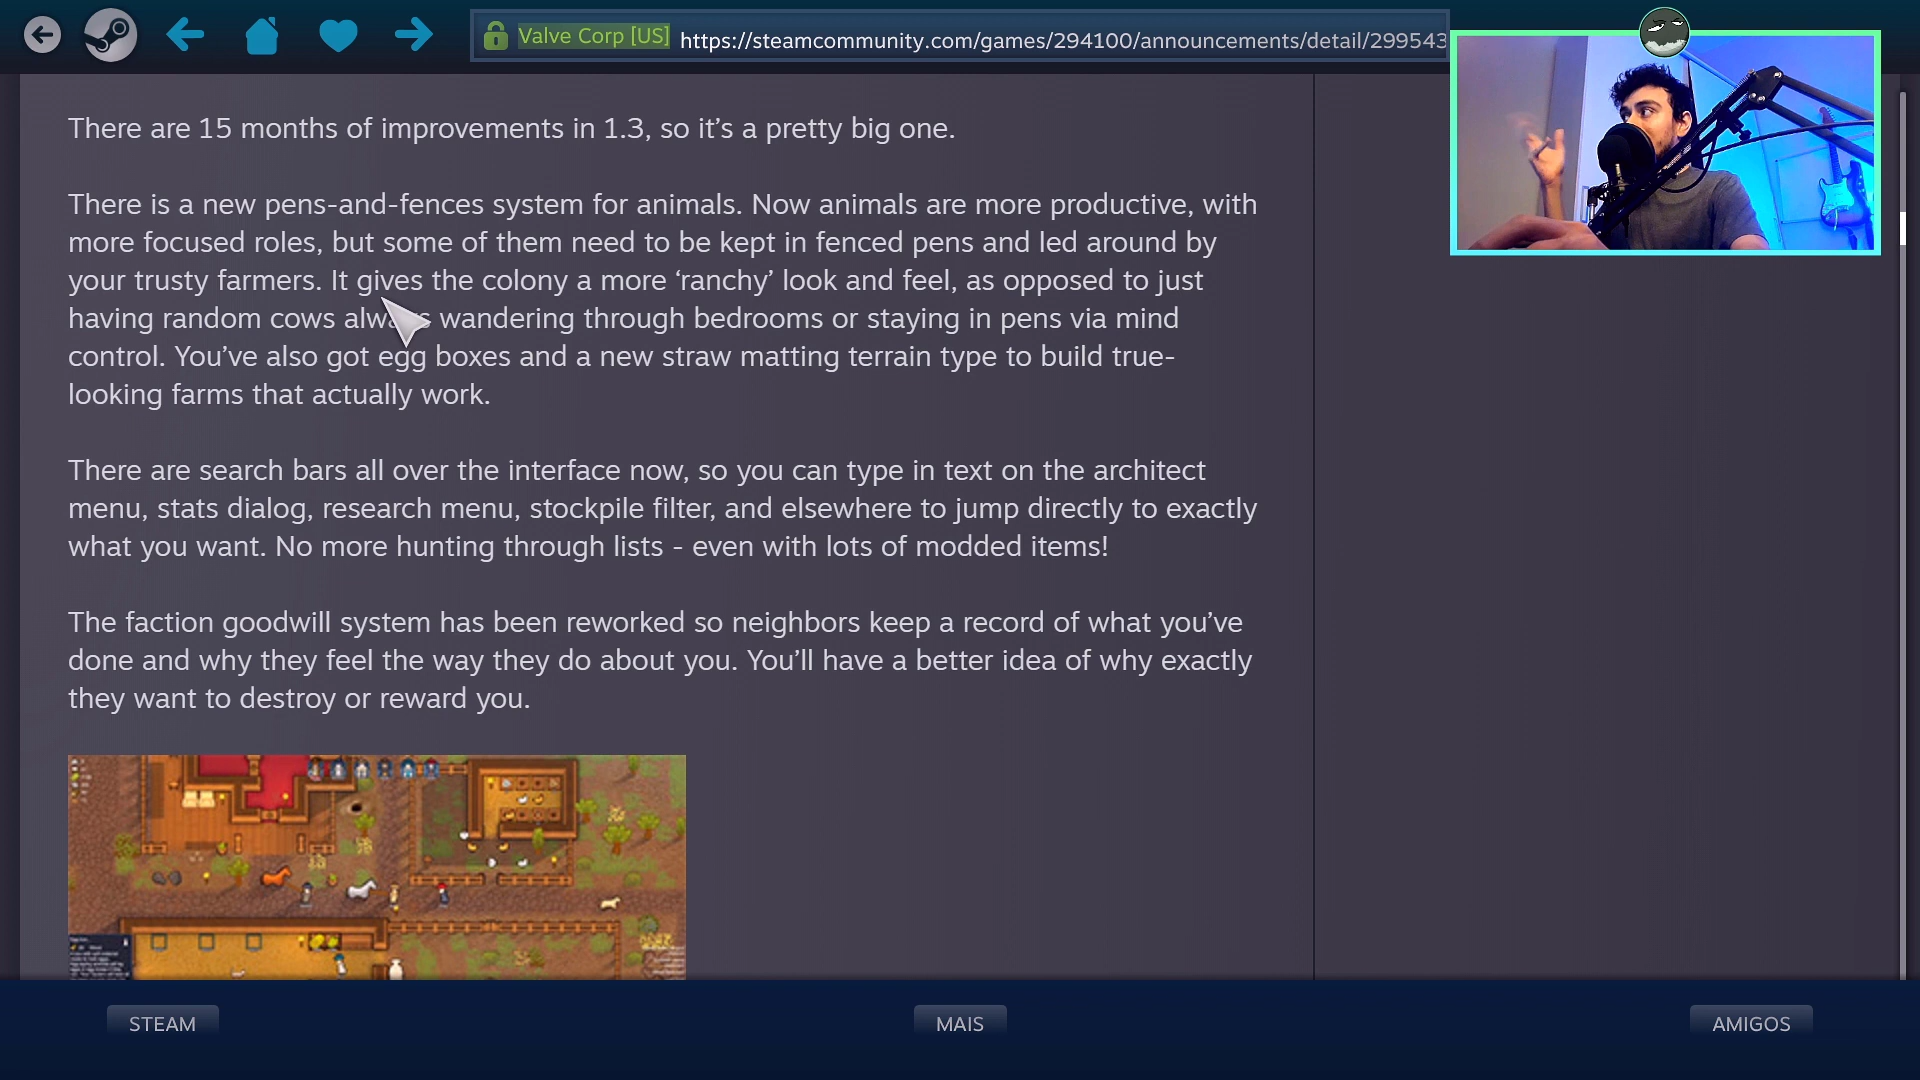 Valve Corp [US] https://steamcommunity.com/games/294100/announcements/detail/299543
There are 15 months of improvements in 1.3, so it’s a pretty big one.
There is a new pens-and-fences system for animals. Now animals are more productive, with
more focused roles, but some of them need to be kept in fenced pens and led around by
your trusty farmers. It gives the colony a more ‘ranchy’ look and feel, as opposed to just
having random cows always wandering through bedrooms or staying in pens via mind
control. You’ve also got egg boxes and a new straw matting terrain type to build true-
looking farms that actually work.
There are search bars all over the interface now, so you can type in text on the architect
menu, stats dialog, research menu, stockpile filter, and elsewhere to jump directly to exactly
what you want. No more hunting through lists - even with lots of modded items!
The faction goodwill system has been reworked so neighbors keep a record of what you’ve
done and why they feel the way they do about you. You’ll have a better idea of why exactly
they want to destroy or reward you.
STEAM
MAIS
AMIGOS